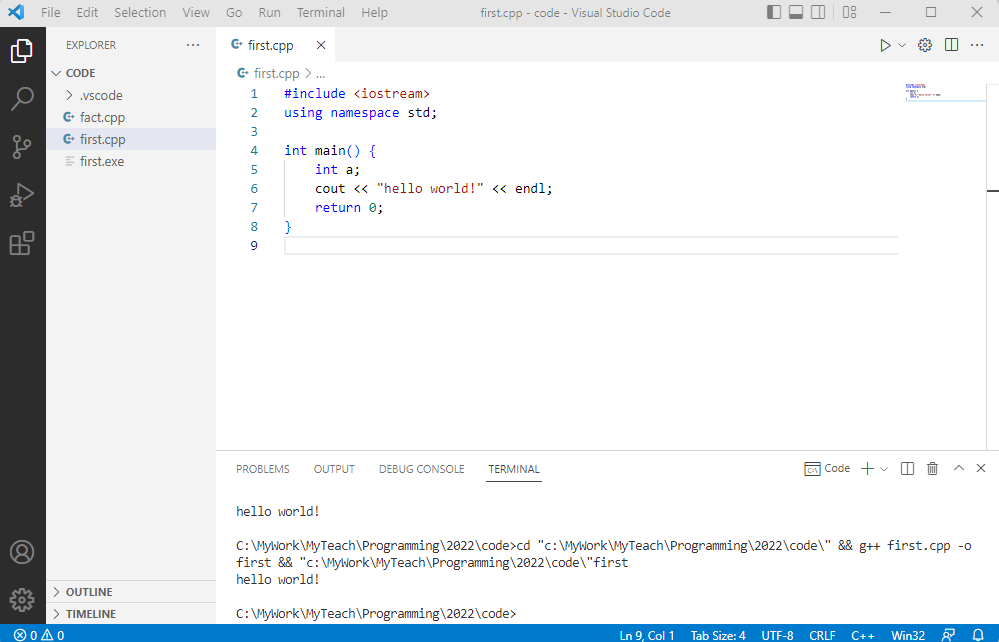 File Edit Selection View Go Run Terminal Help first.cpp - code - Visual Studio Code
EXPLORER ...
CODE
.vscode
fact.cpp
first.cpp
first.exe
OUTLINE
TIMELINE
first.cpp
first.cpp > ...
1 #include <iostream>
2 using namespace std;
3
4 int main() {
5 int a;
6 cout << "hello world!" << endl;
7 return 0;
8 }
9
PROBLEMS OUTPUT DEBUG CONSOLE TERMINAL Code
hello world!
C:\MyWork\MyTeach\Programming\2022\code>cd "c:\MyWork\MyTeach\Programming\2022\code\" && g++ first.cpp -o
first && "c:\MyWork\MyTeach\Programming\2022\code\"first
hello world!
C:\MyWork\MyTeach\Programming\2022\code>
0 0 Ln 9, Col 1 Tab Size: 4 UTF-8 CRLF C++ Win32